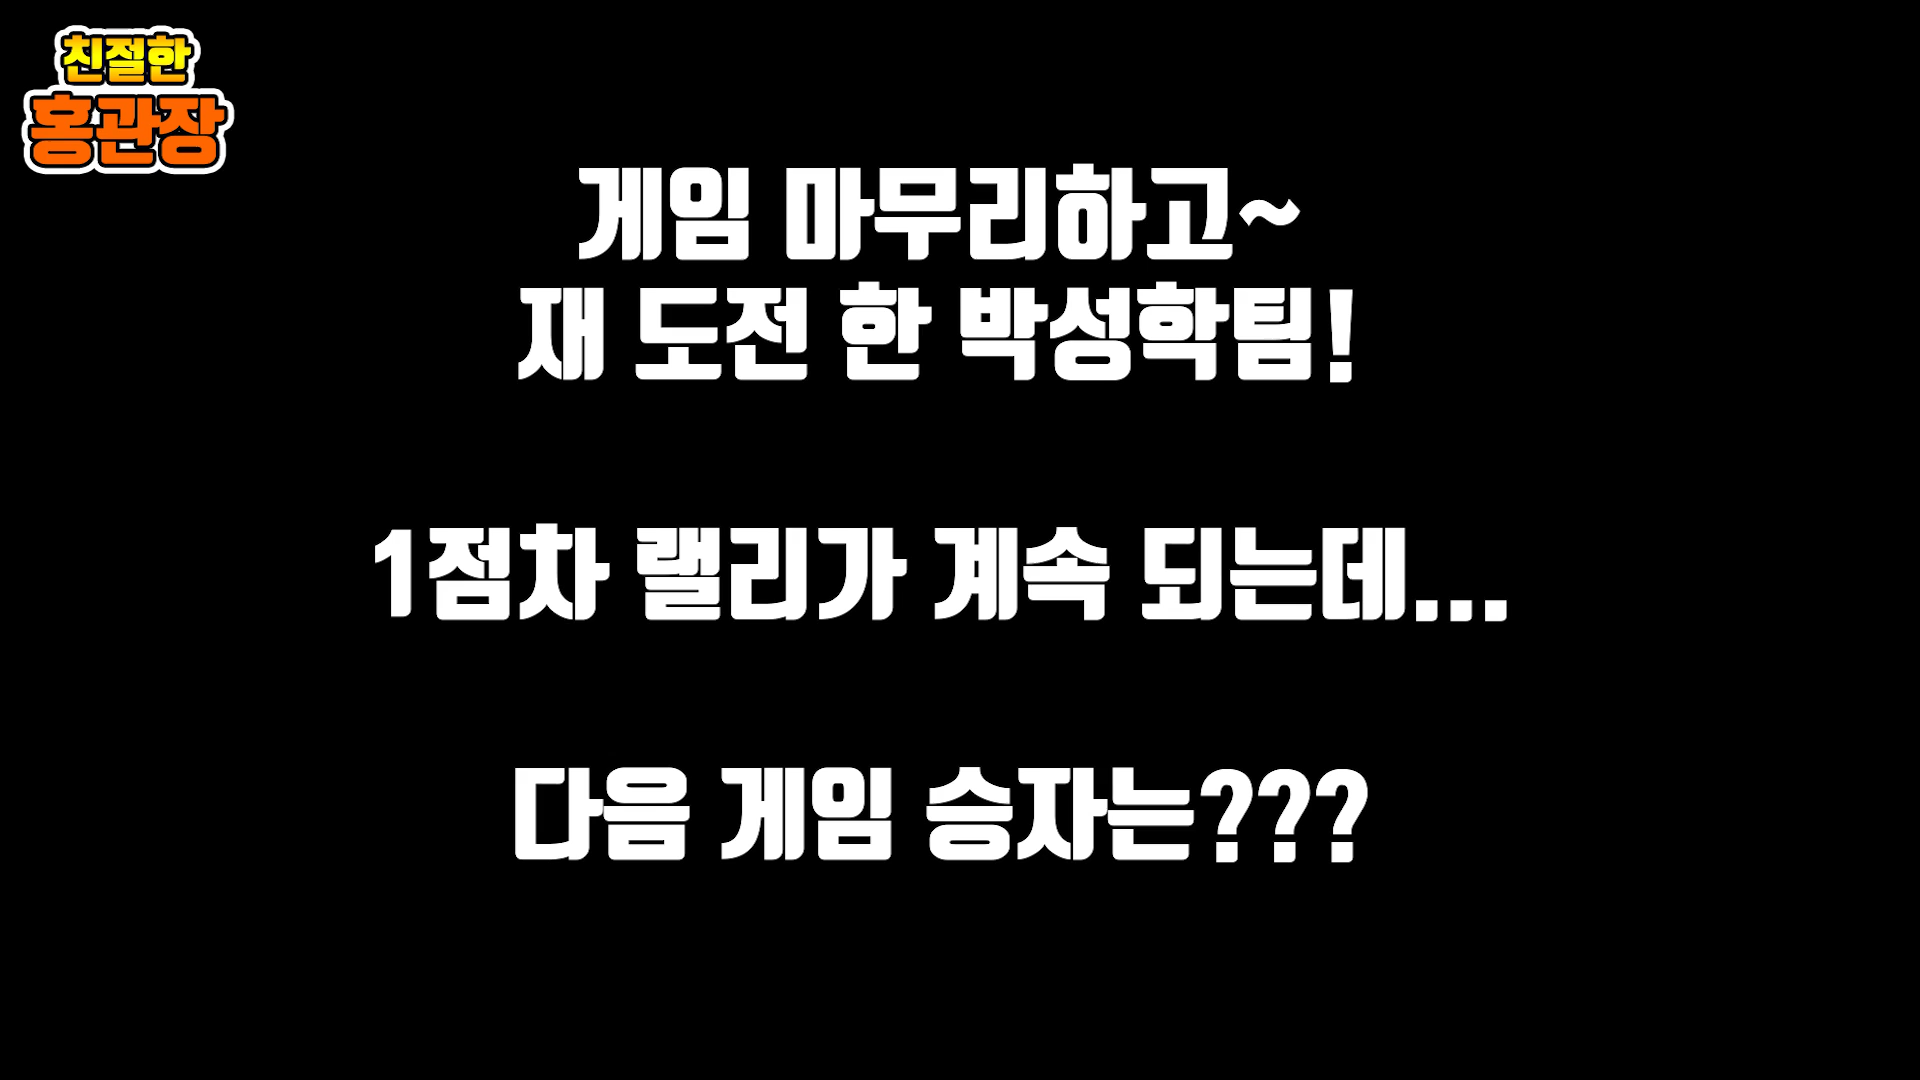 친절한
홍관장
게임 마무리하고~
재 도전 한 박성학팀!
1점차 랠리가 계속 되는데...
다음 게임 승자는???